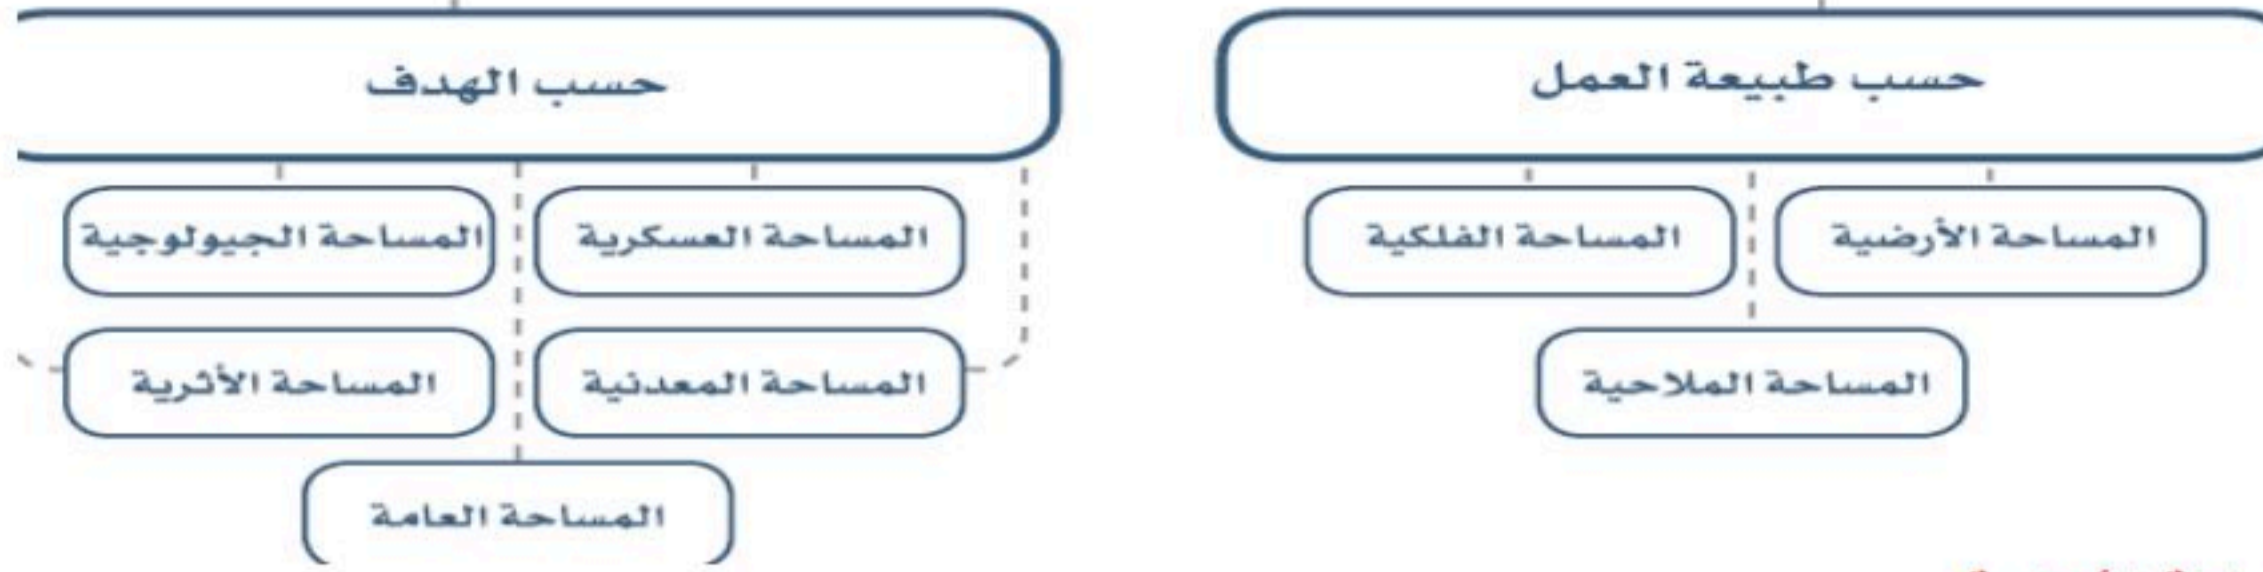 حسب طبيعة العمل
حسب الهدف
المساحة الأرضية
المساحة الفلكية
المساحة الملاحية
المساحة العسكرية
المساحة الجيولوجية
المساحة المعدنية
المساحة الأثرية
المساحة العامة